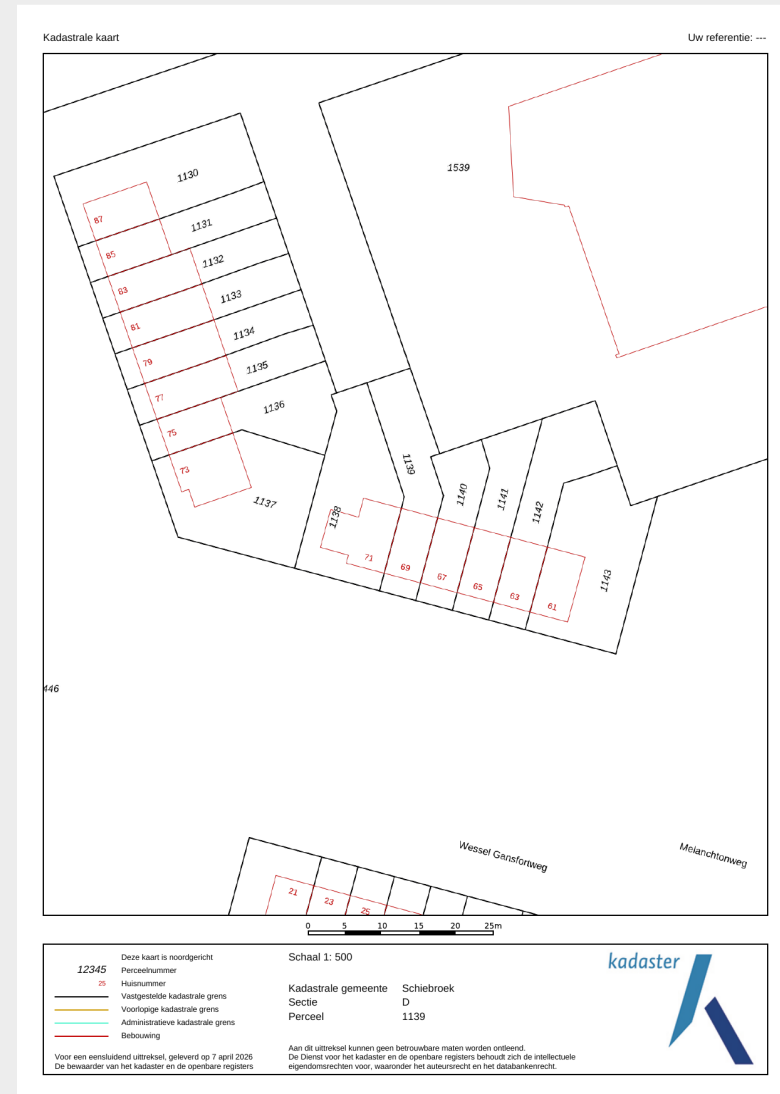 Kadastrale kaart
Uw referentie: ---
1539
1130
87
1131
85
1132
83
1133
81
1134
79
1135
77
1136
75
73
1137
1138
1139
1140
1141
1142
1143
71
69
67
65
63
61
446
Wessel Gansfortweg
Melanchtonweg
21
23
25
0 5 10 15 20 25m
Deze kaart is noordgericht
12345 Perceelnummer
25 Huisnummer
Vastgestelde kadastrale grens
Voorlopige kadastrale grens
Administratieve kadastrale grens
Bebouwing
Voor een eensluidend uittreksel, geleverd op 7 april 2026
De bewaarder van het kadaster en de openbare registers
Schaal 1: 500
Kadastrale gemeente Schiebroek
Sectie D
Perceel 1139
Aan dit uittreksel kunnen geen betrouwbare maten worden ontleend.
De Dienst voor het kadaster en de openbare registers behoudt zich de intellectuele
eigendomsrechten voor, waaronder het auteursrecht en het databankenrecht.
kadaster